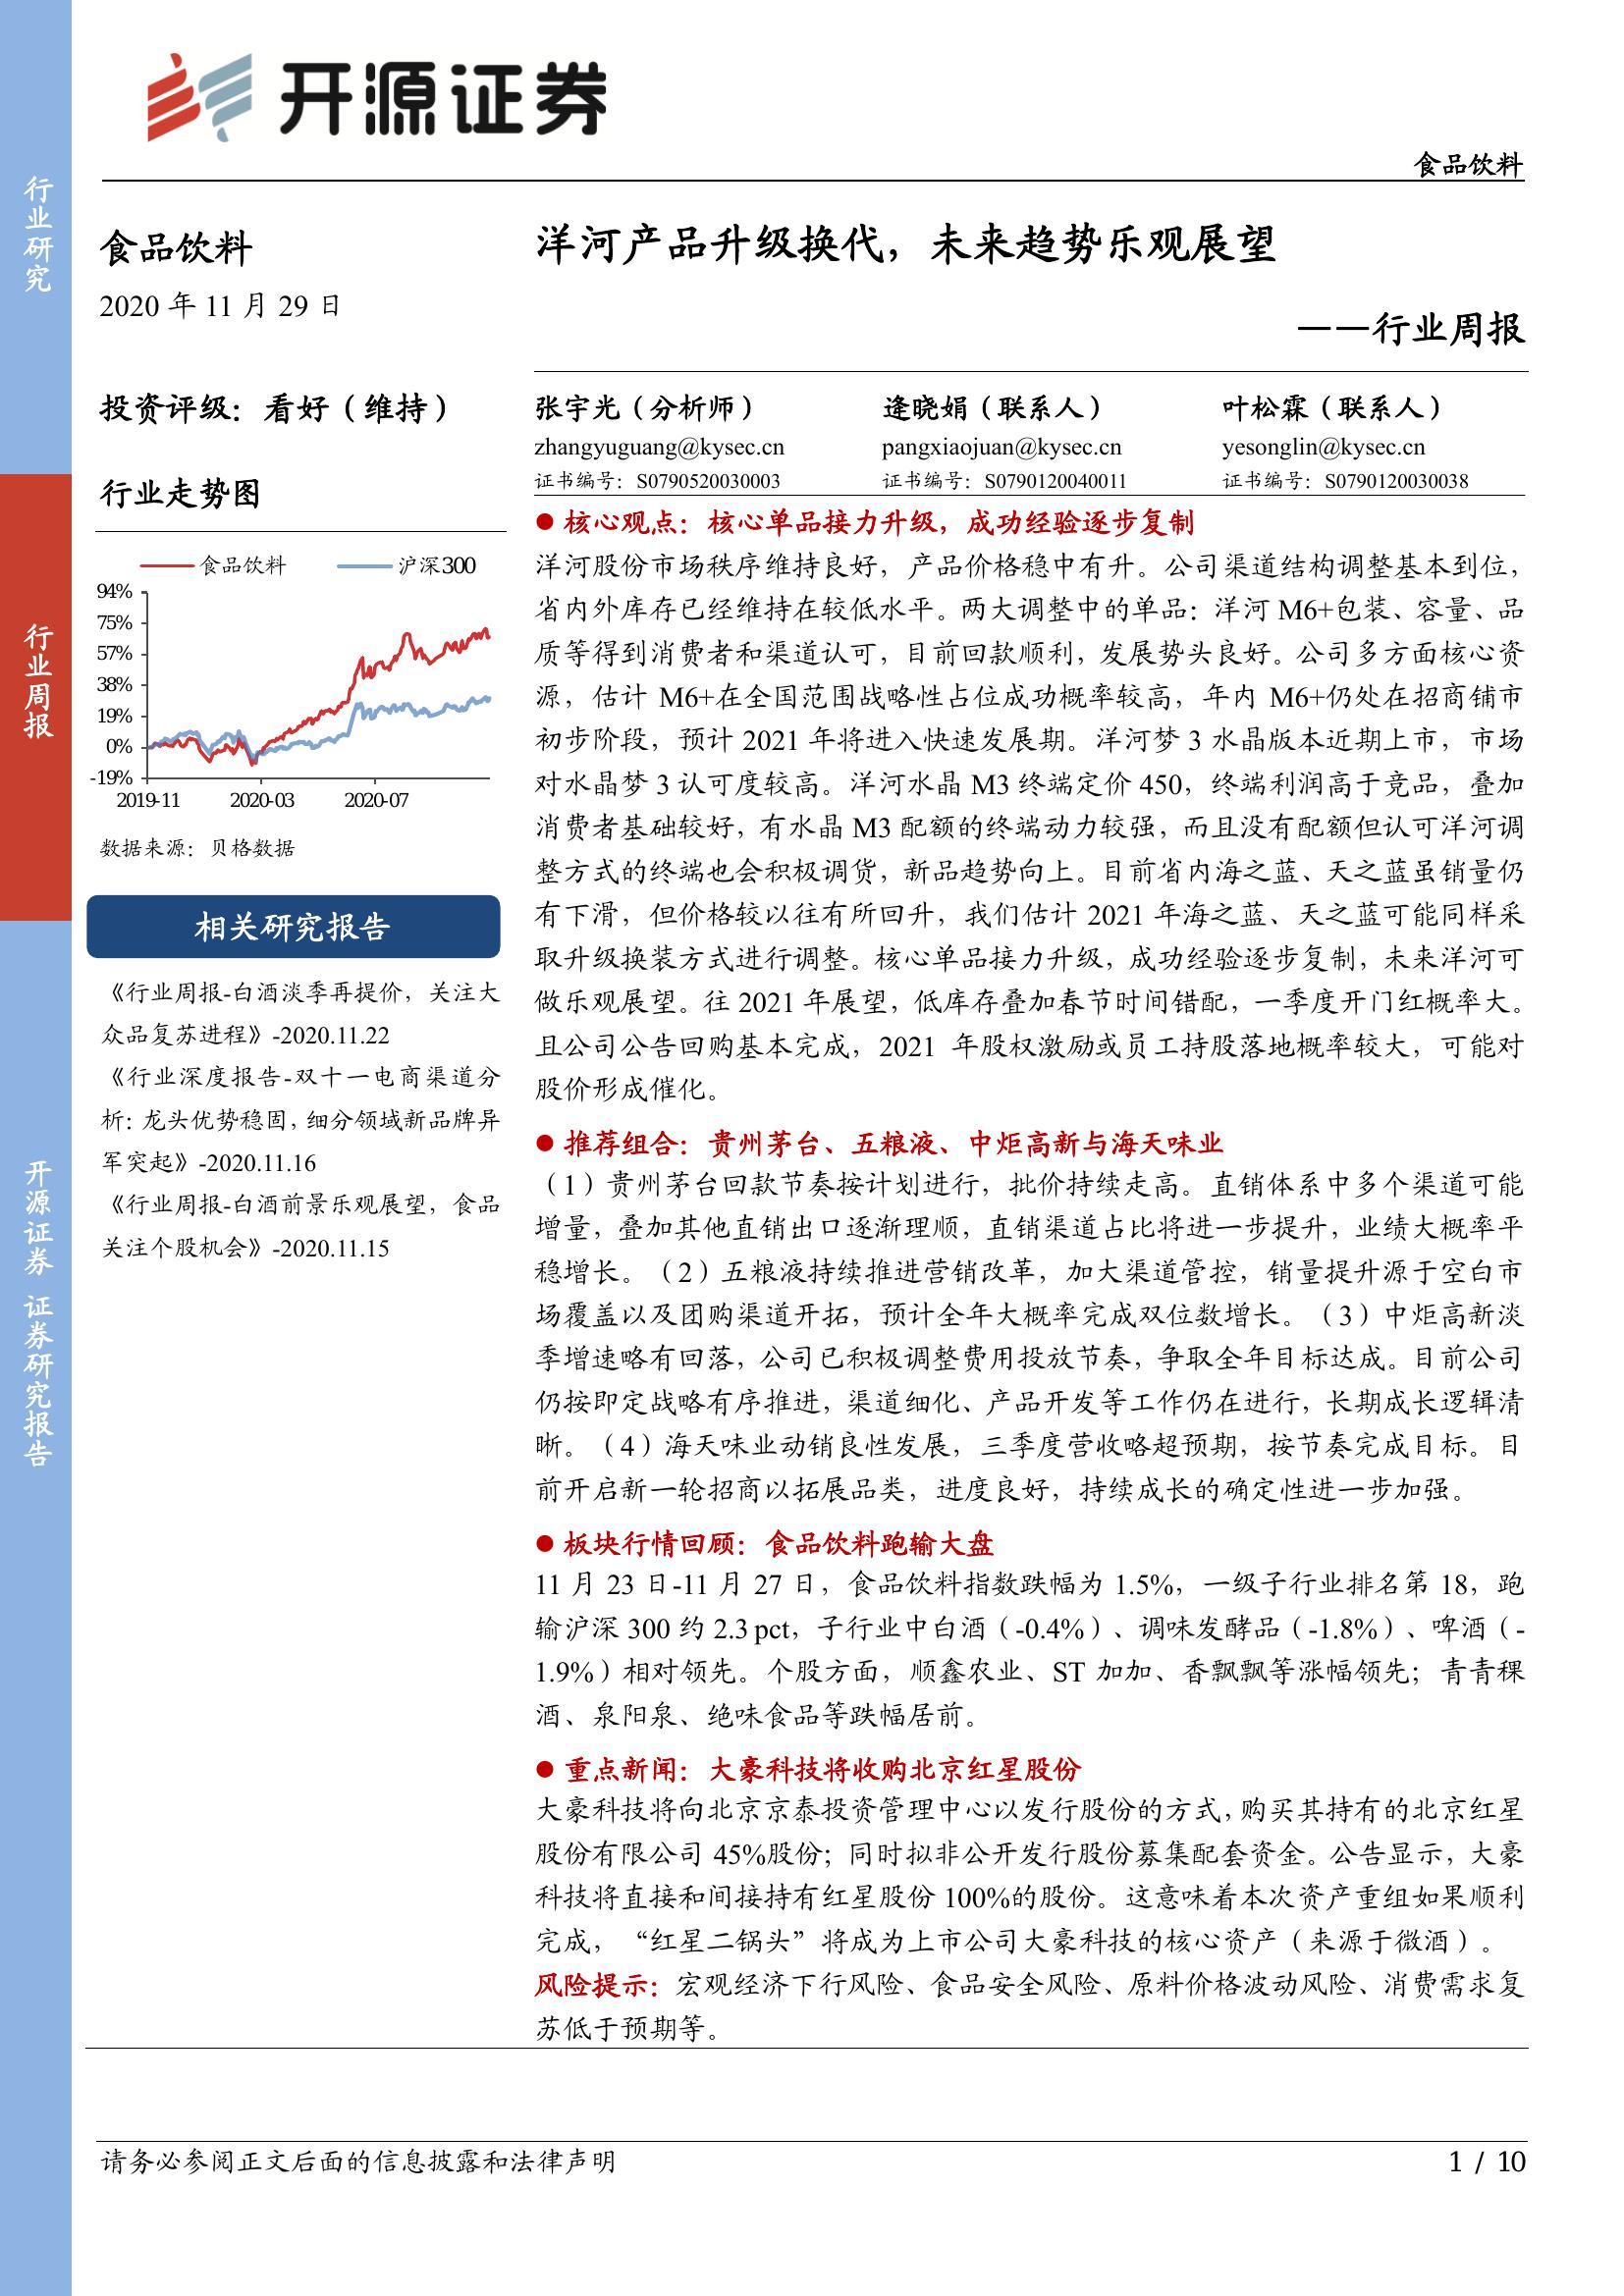 开源证券
食品饮料
行业研究
行业周报
开源证券 证券研究报告
食品饮料
2020 年 11 月 29 日
投资评级：看好（维持）
行业走势图
食品饮料 沪深300
94%
75%
57%
38%
19%
0%
-19%
2019-11 2020-03 2020-07
数据来源：贝格数据
相关研究报告
《行业周报-白酒淡季再提价，关注大
众品复苏进程》-2020.11.22
《行业深度报告-双十一电商渠道分
析：龙头优势稳固，细分领域新品牌异
军突起》-2020.11.16
《行业周报-白酒前景乐观展望，食品
关注个股机会》-2020.11.15
洋河产品升级换代，未来趋势乐观展望
——行业周报
张宇光（分析师） 逄晓娟（联系人） 叶松霖（联系人）
zhangyuguang@kysec.cn pangxiaojuan@kysec.cn yesonglin@kysec.cn
证书编号：S0790520030003 证书编号：S0790120040011 证书编号：S0790120030038
● 核心观点：核心单品接力升级，成功经验逐步复制
洋河股份市场秩序维持良好，产品价格稳中有升。公司渠道结构调整基本到位，
省内外库存已经维持在较低水平。两大调整中的单品：洋河 M6+包装、容量、品
质等得到消费者和渠道认可，目前回款顺利，发展势头良好。公司多方面核心资
源，估计 M6+在全国范围战略性占位成功概率较高，年内 M6+仍处在招商铺市
初步阶段，预计 2021 年将进入快速发展期。洋河梦 3 水晶版本近期上市，市场
对水晶梦 3 认可度较高。洋河水晶 M3 终端定价 450，终端利润高于竞品，叠加
消费者基础较好，有水晶 M3 配额的终端动力较强，而且没有配额但认可洋河调
整方式的终端也会积极调货，新品趋势向上。目前省内海之蓝、天之蓝虽销量仍
有下滑，但价格较以往有所回升，我们估计 2021 年海之蓝、天之蓝可能同样采
取升级换装方式进行调整。核心单品接力升级，成功经验逐步复制，未来洋河可
做乐观展望。往 2021 年展望，低库存叠加春节时间错配，一季度开门红概率大。
且公司公告回购基本完成，2021 年股权激励或员工持股落地概率较大，可能对
股价形成催化。
● 推荐组合：贵州茅台、五粮液、中炬高新与海天味业
（1）贵州茅台回款节奏按计划进行，批价持续走高。直销体系中多个渠道可能
增量，叠加其他直销出口逐渐理顺，直销渠道占比将进一步提升，业绩大概率平
稳增长。（2）五粮液持续推进营销改革，加大渠道管控，销量提升源于空白市
场覆盖以及团购渠道开拓，预计全年大概率完成双位数增长。（3）中炬高新淡
季增速略有回落，公司已积极调整费用投放节奏，争取全年目标达成。目前公司
仍按即定战略有序推进，渠道细化、产品开发等工作仍在进行，长期成长逻辑清
晰。（4）海天味业动销良性发展，三季度营收略超预期，按节奏完成目标。目
前开启新一轮招商以拓展品类，进度良好，持续成长的确定性进一步加强。
● 板块行情回顾：食品饮料跑输大盘
11 月 23 日-11 月 27 日，食品饮料指数跌幅为 1.5%，一级子行业排名第 18，跑
输沪深 300 约 2.3 pct，子行业中白酒（-0.4%）、调味发酵品（-1.8%）、啤酒（-
1.9%）相对领先。个股方面，顺鑫农业、ST 加加、香飘飘等涨幅领先；青青稞
酒、泉阳泉、绝味食品等跌幅居前。
● 重点新闻：大豪科技将收购北京红星股份
大豪科技将向北京京泰投资管理中心以发行股份的方式，购买其持有的北京红星
股份有限公司 45%股份；同时拟非公开发行股份募集配套资金。公告显示，大豪
科技将直接和间接持有红星股份 100%的股份。这意味着本次资产重组如果顺利
完成，“红星二锅头”将成为上市公司大豪科技的核心资产（来源于微酒）。
风险提示：宏观经济下行风险、食品安全风险、原料价格波动风险、消费需求复
苏低于预期等。
请务必参阅正文后面的信息披露和法律声明
1 / 10